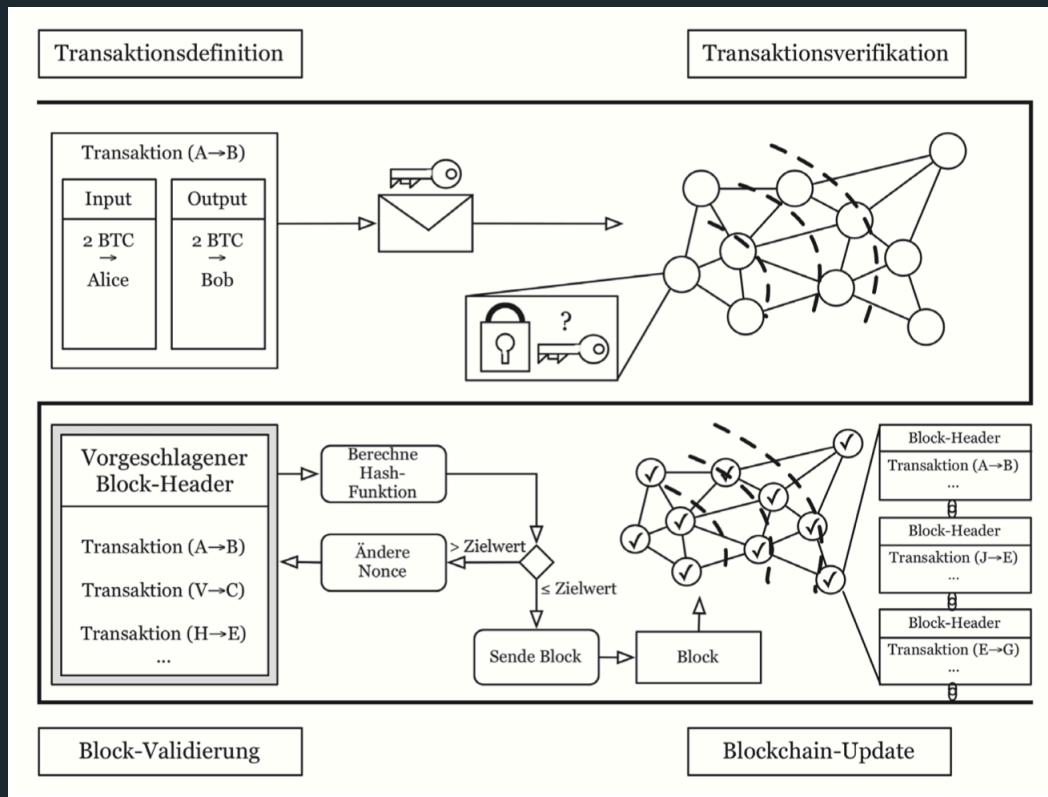 Transaktionsdefinition
Transaktionsverifikation
Transaktion (A→B)
Input
Output
2 BTC
→
Alice
2 BTC
→
Bob
?
Vorgeschlagener
Block-Header
Transaktion (A→B)
Transaktion (V→C)
Transaktion (H→E)
...
Berechne
Hash-
Funktion
Ändere
Nonce
> Zielwert
≤ Zielwert
Sende Block
Block
Block-Header
Transaktion (A→B)
...
Block-Header
Transaktion (J→E)
...
Block-Header
Transaktion (E→G)
...
Block-Validierung
Blockchain-Update